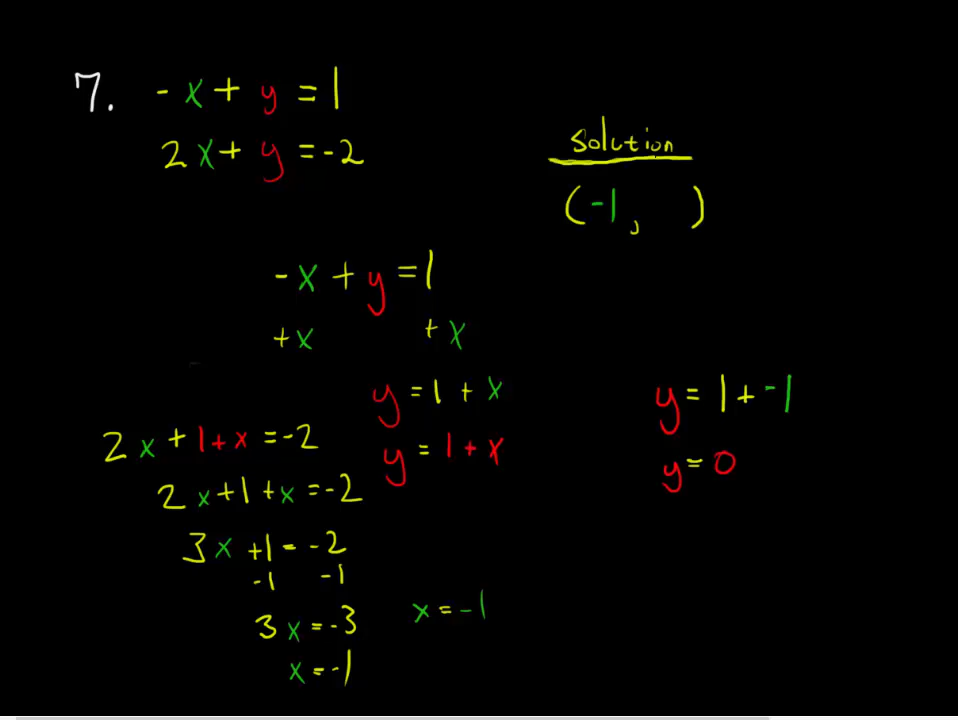 7. -x + y = 1
2x + y = -2
Solution
(-1, )
-x + y = 1
+x +x
y = 1 + x
y = 1 + x
2x + 1 + x = -2
2x + 1 + x = -2
3x + 1 = -2
-1 -1
3x = -3
x = -1
x = -1
y = 1 + -1
y = 0